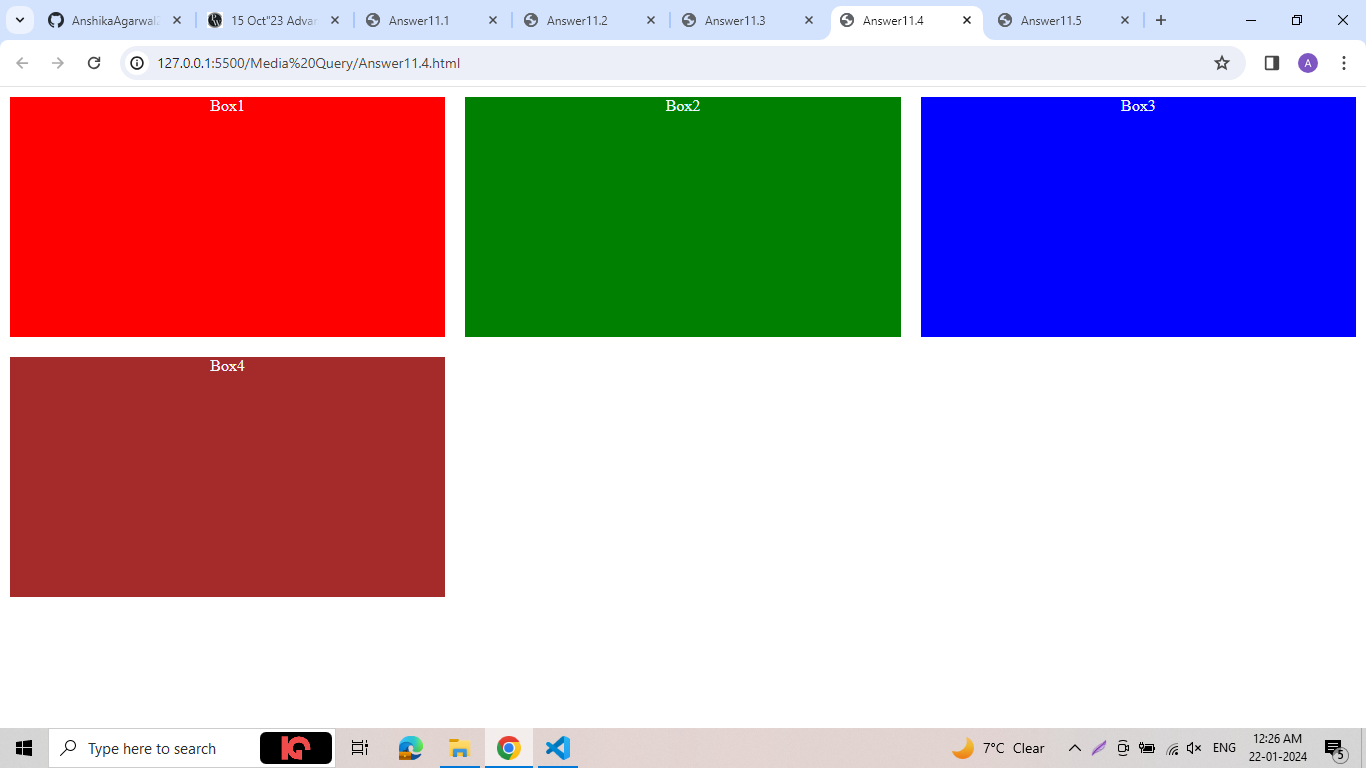 AnshikaAgarwal
15 Oct"23 Advan
Answer11.1
Answer11.2
Answer11.3
Answer11.4
Answer11.5
127.0.0.1:5500/Media%20Query/Answer11.4.html
A
Box1
Box2
Box3
Box4
Type here to search
7°C Clear
ENG
12:26 AM
22-01-2024
5